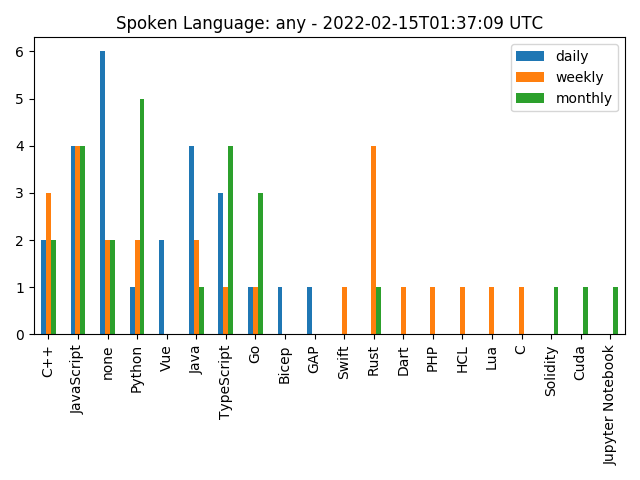 Spoken Language: any - 2022-02-15T01:37:09 UTC
daily
weekly
monthly
6
5
4
3
2
1
0
C++
JavaScript
none
Python
Vue
Java
TypeScript
Go
Bicep
GAP
Swift
Rust
Dart
PHP
HCL
Lua
C
Solidity
Cuda
Jupyter Notebook